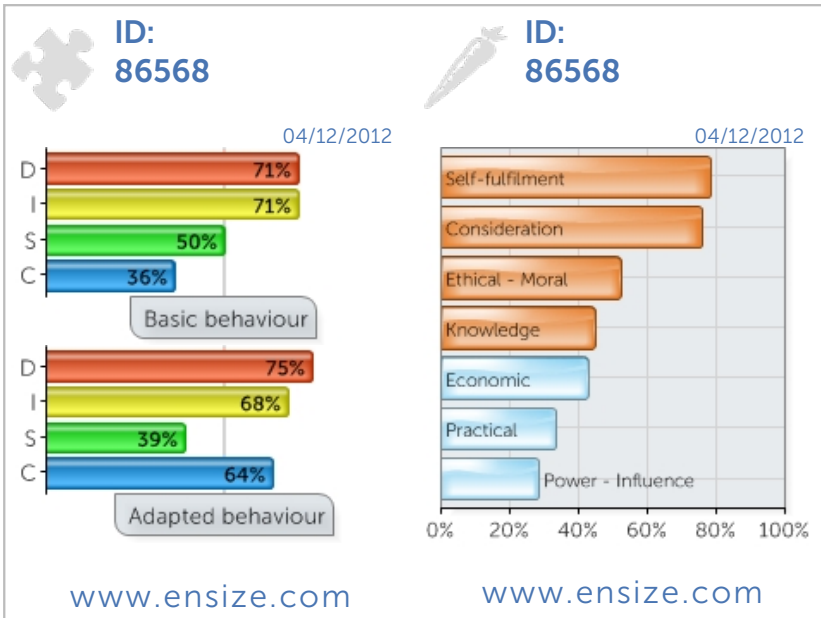 ID:
86568
04/12/2012
D
71%
I
71%
S
50%
C
36%
Basic behaviour
D
75%
I
68%
S
39%
C
64%
Adapted behaviour
www.ensize.com
ID:
86568
04/12/2012
Self-fulfilment
Consideration
Ethical - Moral
Knowledge
Economic
Practical
Power - Influence
0% 20% 40% 60% 80% 100%
www.ensize.com